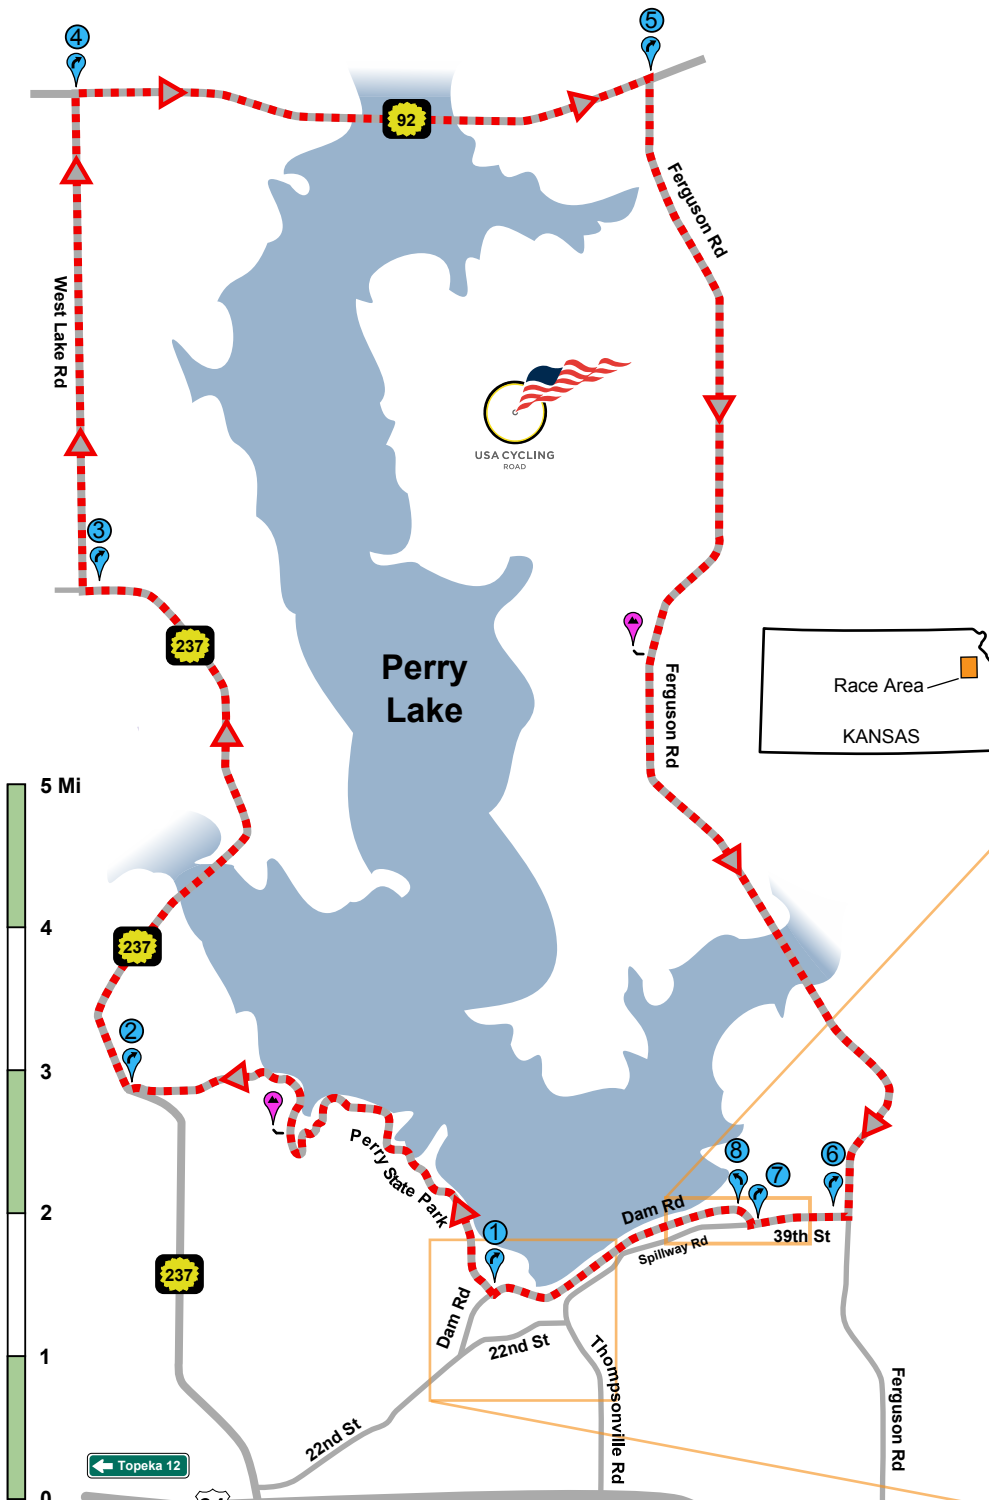 4
5
92
Ferguson Rd
West Lake Rd
USA CYCLING
ROAD
3
237
Perry
Lake
Ferguson Rd
Race Area
KANSAS
5 Mi
4
237
2
3
Perry State Park
8
7
6
Dam Rd
39th St
Spillway Rd
2
1
237
Dam Rd
22nd St
Thompsonville Rd
1
Ferguson Rd
22nd St
Topeka 12
0